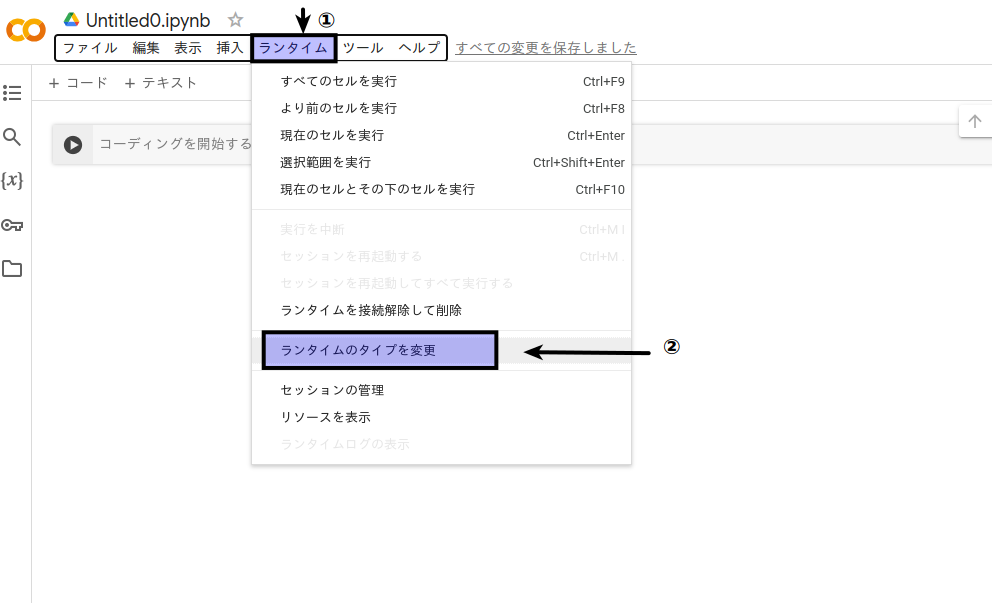 ①
Untitled0.ipynb
ファイル 編集 表示 挿入 ランタイム ツール ヘルプ すべての変更を保存しました
+ コード + テキスト
すべてのセルを実行 Ctrl+F9
より前のセルを実行 Ctrl+F8
現在のセルを実行 Ctrl+Enter
コーディングを開始する
選択範囲を実行 Ctrl+Shift+Enter
{x}
現在のセルとその下のセルを実行 Ctrl+F10
実行を中断 Ctrl+M I
セッションを再起動する Ctrl+M .
セッションを再起動してすべて実行する
ランタイムを接続解除して削除
ランタイムのタイプを変更 ②
セッションの管理
リソースを表示
ランタイムログの表示